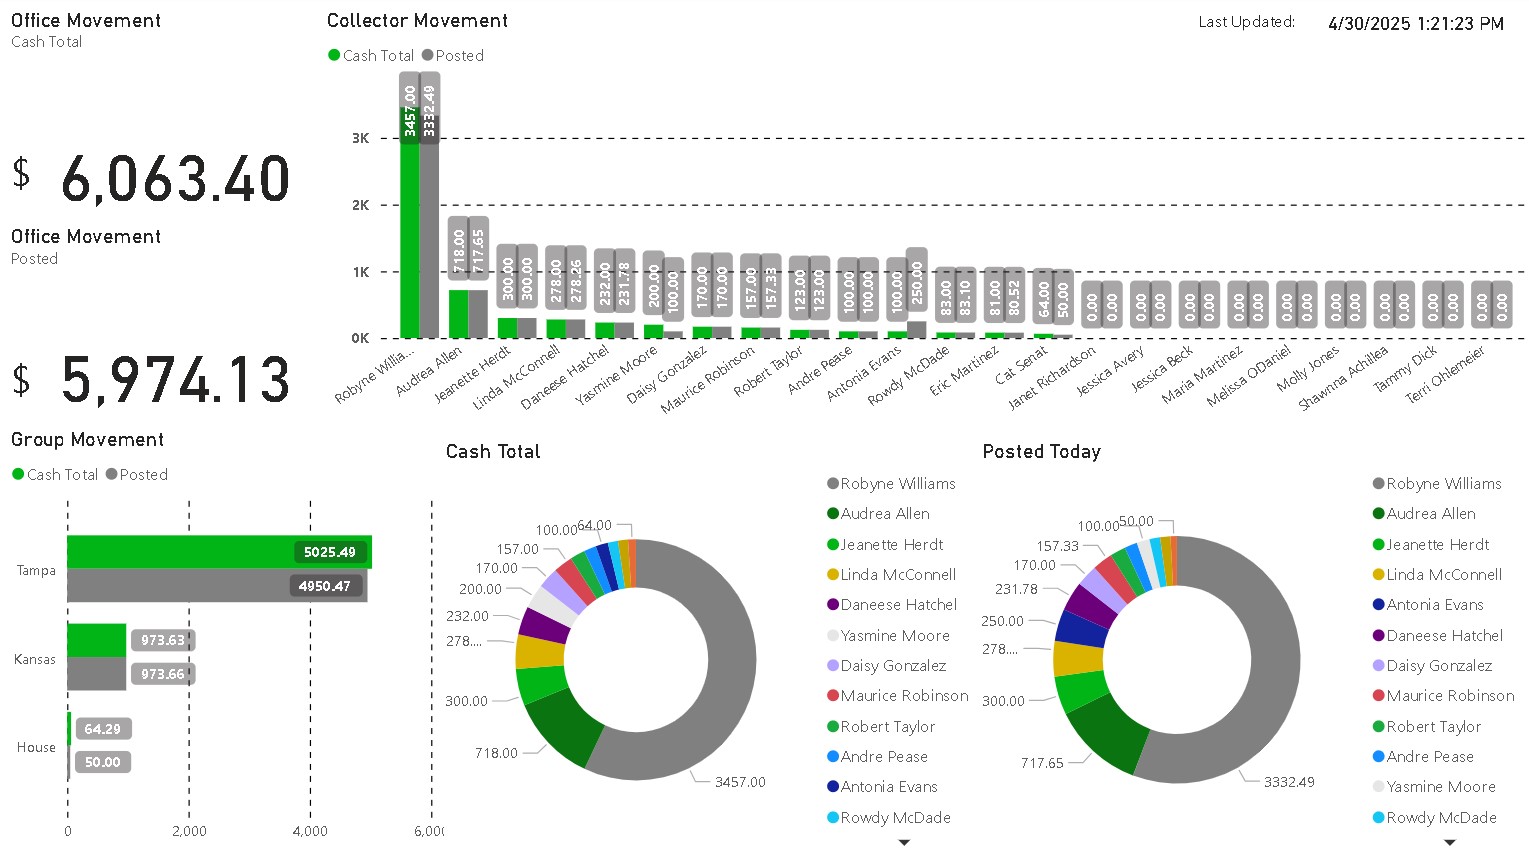 Office Movement
Cash Total
$ 6,063.40
Office Movement
Posted
$ 5,974.13
Collector Movement
Cash Total Posted
Last Updated: 4/30/2025 1:21:23 PM
3K
2K
1K
0K
3457.00 3332.49
718.00 717.65
300.00 300.00
278.00 278.26
232.00 231.78
200.00 100.00
170.00 170.00
157.00 157.33
123.00 123.00
100.00 100.00
100.00 250.00
83.00 83.10
81.00 80.52
64.00 50.00
0.00 0.00
0.00 0.00
0.00 0.00
0.00 0.00
0.00 0.00
0.00 0.00
0.00 0.00
0.00 0.00
0.00 0.00
Robyne Willia...
Audrea Allen
Jeanette Herdt
Linda McConnell
Daneese Hatchel
Yasmine Moore
Daisy Gonzalez
Maurice Robinson
Robert Taylor
Andre Pease
Antonia Evans
Rowdy McDade
Eric Martinez
Cat Senat
Janet Richardson
Jessica Avery
Jessica Beck
Maria Martinez
Melissa ODaniel
Molly Jones
Shawnna Achillea
Tammy Dick
Terri Ohlemeier
Group Movement
Cash Total Posted
Tampa
5025.49
4950.47
Kansas
973.63
973.66
House
64.29
50.00
0 2,000 4,000 6,000
Cash Total
64.00
100.00
157.00
170.00
200.00
232.00
278....
300.00
718.00
3457.00
Robyne Williams
Audrea Allen
Jeanette Herdt
Linda McConnell
Daneese Hatchel
Yasmine Moore
Daisy Gonzalez
Maurice Robinson
Robert Taylor
Andre Pease
Antonia Evans
Rowdy McDade
Posted Today
50.00
100.00
157.33
170.00
231.78
250.00
278....
300.00
717.65
3332.49
Robyne Williams
Audrea Allen
Jeanette Herdt
Linda McConnell
Antonia Evans
Daneese Hatchel
Daisy Gonzalez
Maurice Robinson
Robert Taylor
Andre Pease
Yasmine Moore
Rowdy McDade